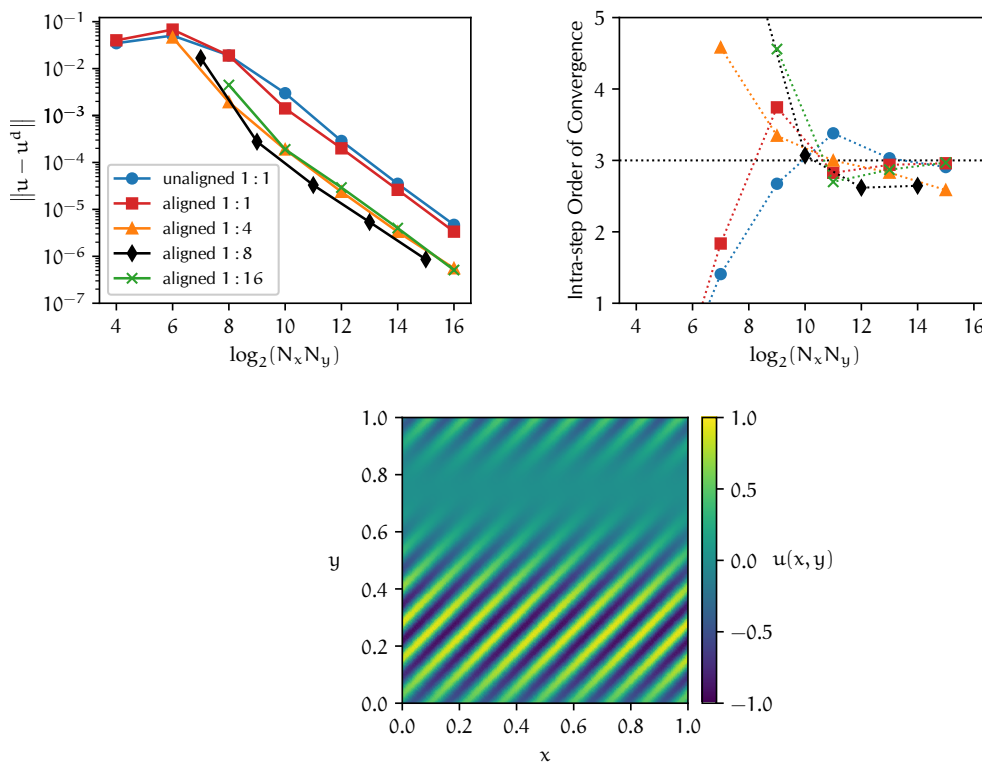 10⁻¹
10⁻²
10⁻³
10⁻⁴
10⁻⁵
10⁻⁶
10⁻⁷
‖u − uᵈ‖
unaligned 1 : 1
aligned 1 : 1
aligned 1 : 4
aligned 1 : 8
aligned 1 : 16
4 6 8 10 12 14 16
log₂(NₓNᵧ)
5
4
3
2
1
Intra-step Order of Convergence
4 6 8 10 12 14 16
log₂(NₓNᵧ)
1.0
0.8
0.6
0.4
0.2
0.0
y
0.0 0.2 0.4 0.6 0.8 1.0
x
1.0
0.5
0.0
−0.5
−1.0
u(x, y)